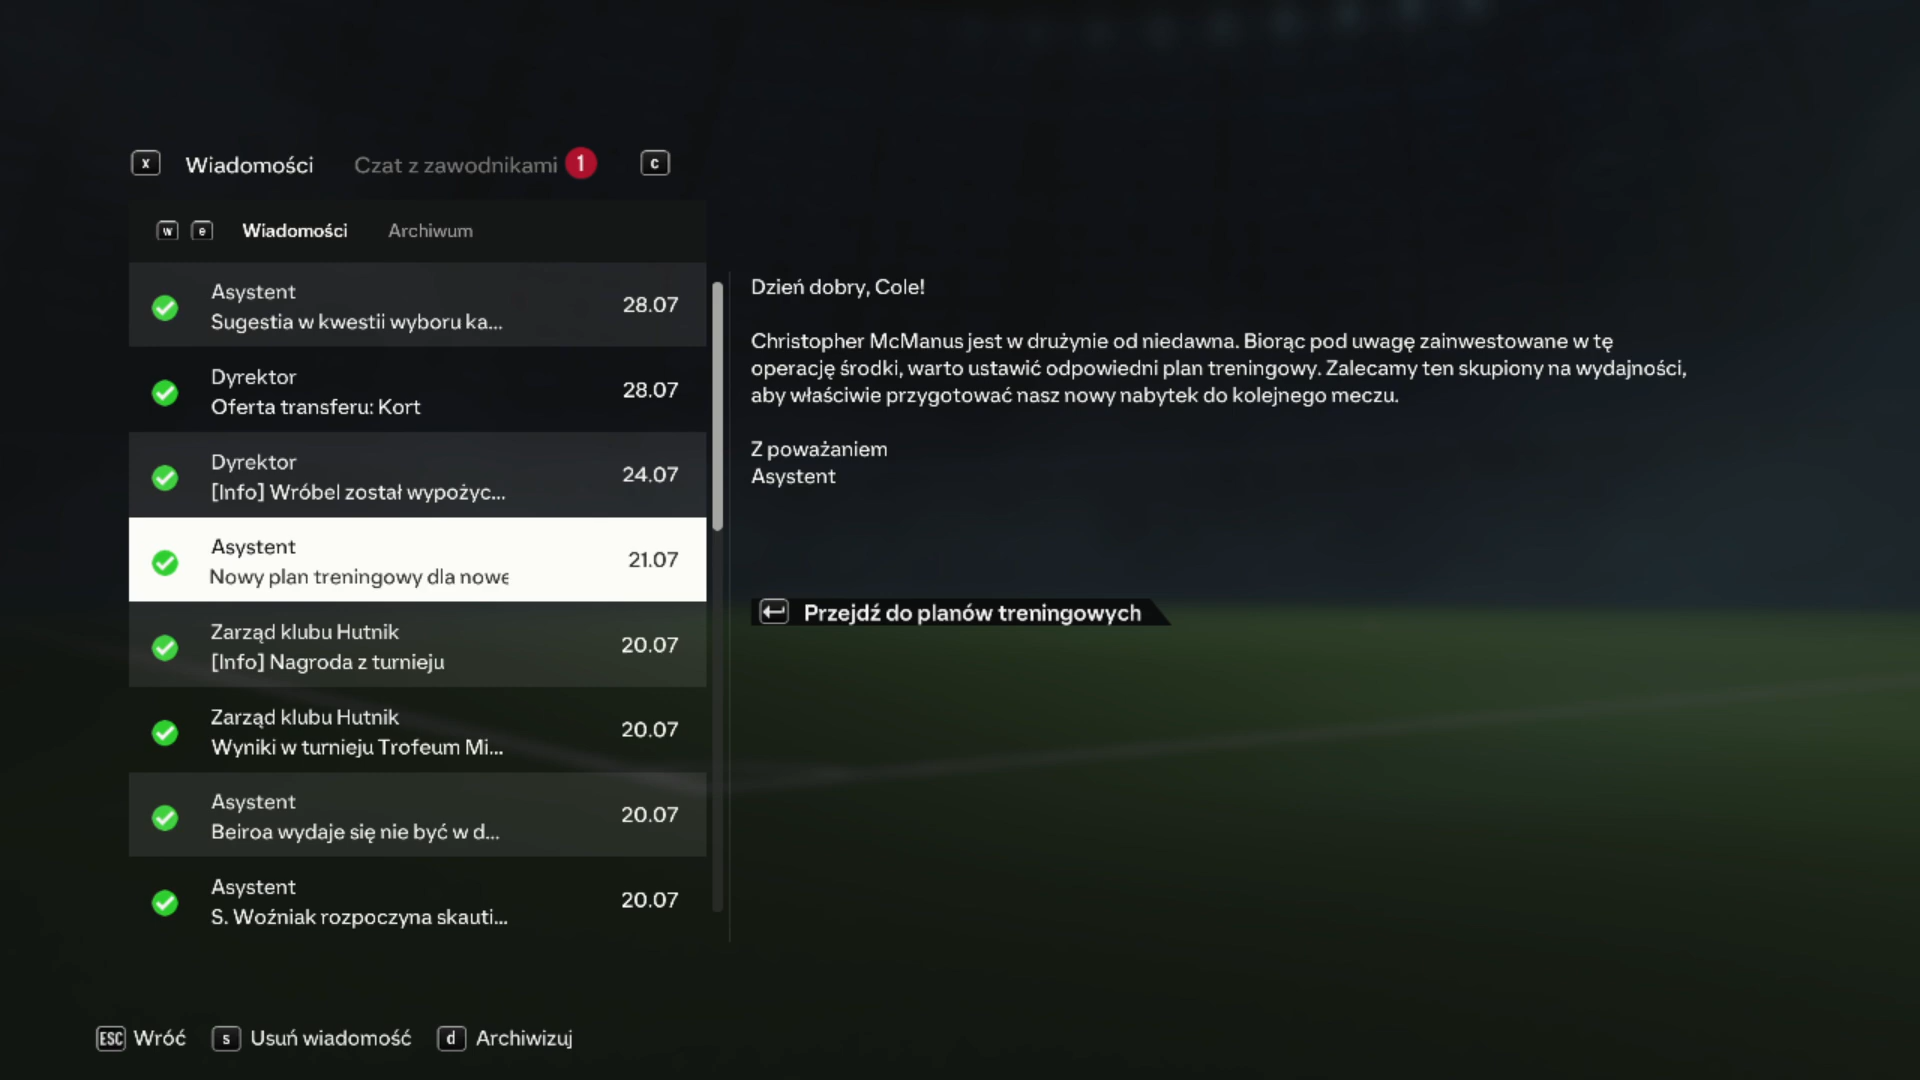 x Wiadomości Czat z zawodnikami 1 c
w e Wiadomości Archiwum
Asystent
Sugestia w kwestii wyboru ka...
28.07
Dyrektor
Oferta transferu: Kort
28.07
Dyrektor
[Info] Wróbel został wypożyc...
24.07
Asystent
Nowy plan treningowy dla nowe
21.07
Zarząd klubu Hutnik
[Info] Nagroda z turnieju
20.07
Zarząd klubu Hutnik
Wyniki w turnieju Trofeum Mi...
20.07
Asystent
Beiroa wydaje się nie być w d...
20.07
Asystent
S. Woźniak rozpoczyna skauti...
20.07
Dzień dobry, Cole!
Christopher McManus jest w drużynie od niedawna. Biorąc pod uwagę zainwestowane w tę
operację środki, warto ustawić odpowiedni plan treningowy. Zalecamy ten skupiony na wydajności,
aby właściwie przygotować nasz nowy nabytek do kolejnego meczu.
Z poważaniem
Asystent
Przejdź do planów treningowych
ESC Wróć s Usuń wiadomość d Archiwizuj